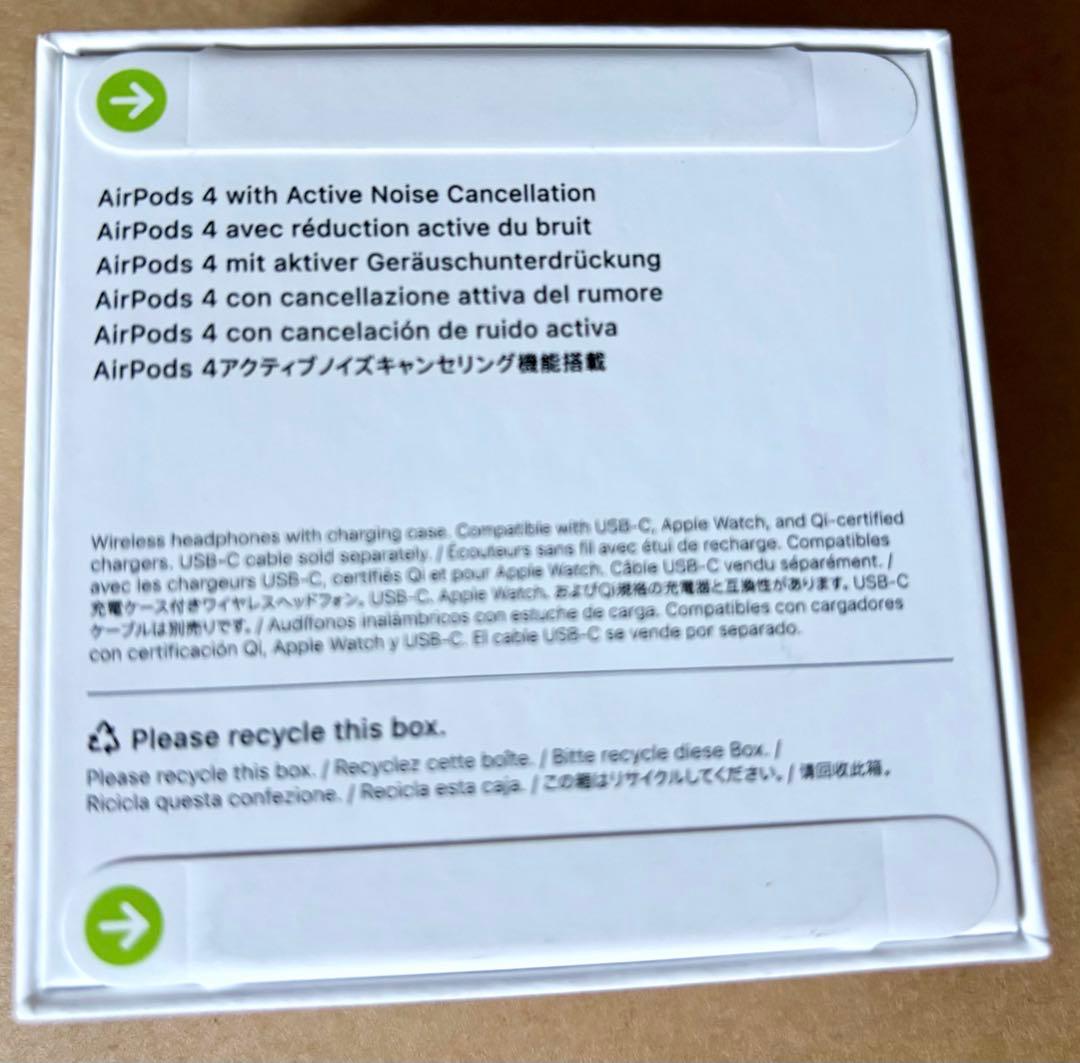 AirPods 4 with Active Noise Cancellation
AirPods 4 avec réduction active du bruit
AirPods 4 mit aktiver Geräuschunterdrückung
AirPods 4 con cancellazione attiva del rumore
AirPods 4 con cancelación de ruido activa
AirPods 4アクティブノイズキャンセリング機能搭載
Wireless headphones with charging case. Compatible with USB-C, Apple Watch, and Qi-certified
chargers. USB-C cable sold separately. / Écouteurs sans fil avec étui de recharge. Compatibles
avec les chargeurs USB-C, certifiés Qi et pour Apple Watch. Câble USB-C vendu séparément. /
充電ケース付きワイヤレスヘッドフォン。USB-C、Apple Watch、およびQi規格の充電器と互換性があります。USB-C
ケーブルは別売りです。/ Audífonos inalámbricos con estuche de carga. Compatibles con cargadores
con certificación Qi, Apple Watch y USB-C. El cable USB-C se vende por separado.
Please recycle this box.
Please recycle this box. / Recyclez cette boîte. / Bitte recycle diese Box. /
Ricicla questa confezione. / Recicla esta caja. / この箱はリサイクルしてください。/ 请回收此箱。